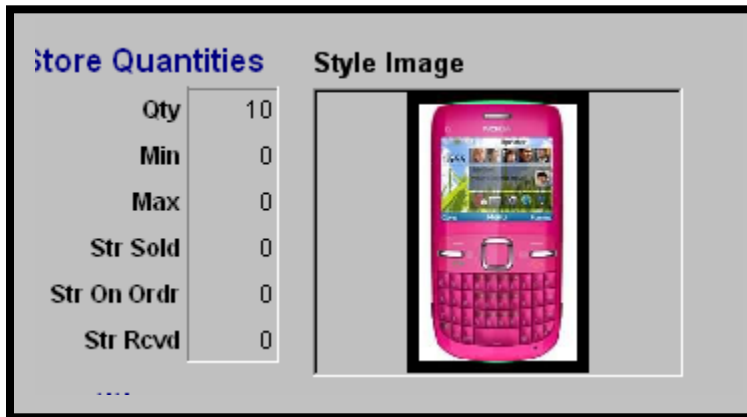 Store Quantities
Style Image
Qty 10
Min 0
Max 0
Str Sold 0
Str On Ordr 0
Str Rcvd 0
NOKIA